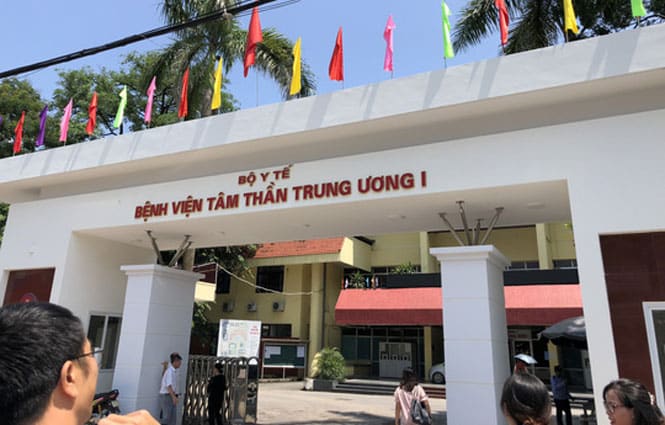 BỘ Y TẾ
BỆNH VIỆN TÂM THẦN TRUNG ƯƠNG I